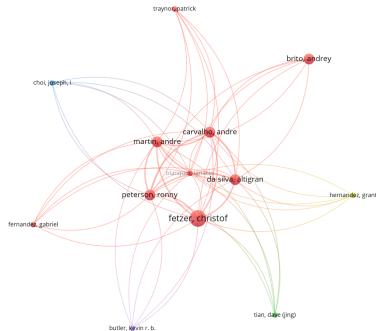 traynor, patrick
brito, andrey
choi, joseph, i.
carvalho, andre
martin, andre
da silva, altigran
peterson, ronny
hernandez, grant
fetzer, christof
fernandez, gabriel
tian, dave (jing)
butler, kevin r. b.